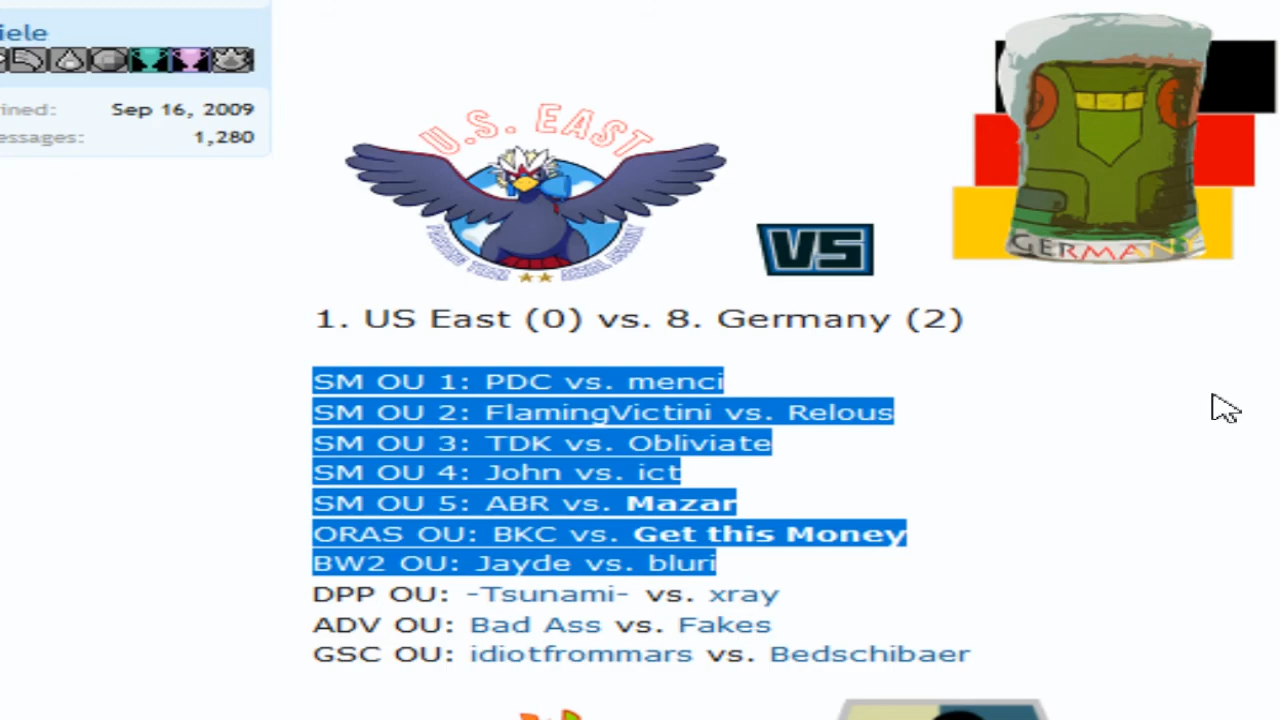 iele
ined: Sep 16, 2009
essages: 1,280
U.S. EAST
VS
GERMANY
1. US East (0) vs. 8. Germany (2)
SM OU 1: PDC vs. menci
SM OU 2: FlamingVictini vs. Relous
SM OU 3: TDK vs. Obliviate
SM OU 4: John vs. ict
SM OU 5: ABR vs. Mazar
ORAS OU: BKC vs. Get this Money
BW2 OU: Jayde vs. bluri
DPP OU: -Tsunami- vs. xray
ADV OU: Bad Ass vs. Fakes
GSC OU: idiotfrommars vs. Bedschibaer